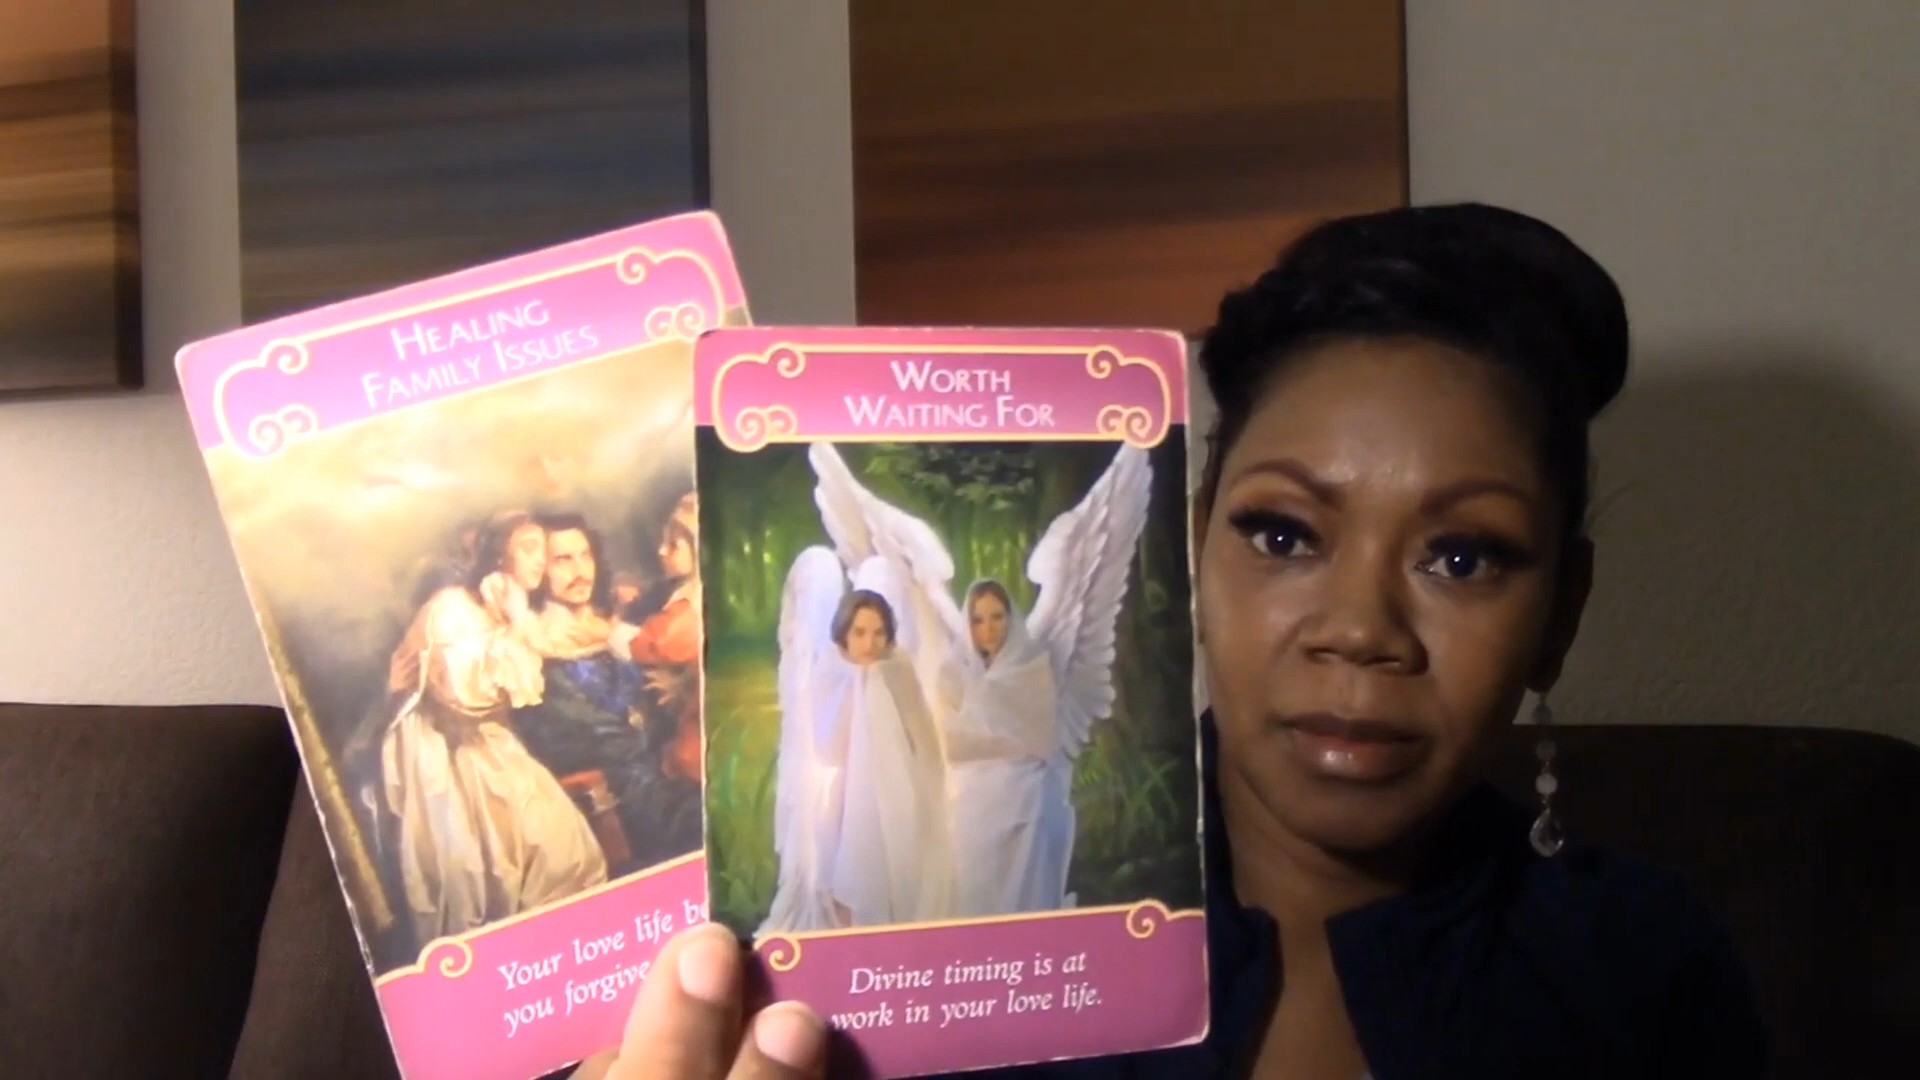 HEALING
FAMILY ISSUES
Your love life
you forgive
WORTH
WAITING FOR
Divine timing is at
work in your love life.